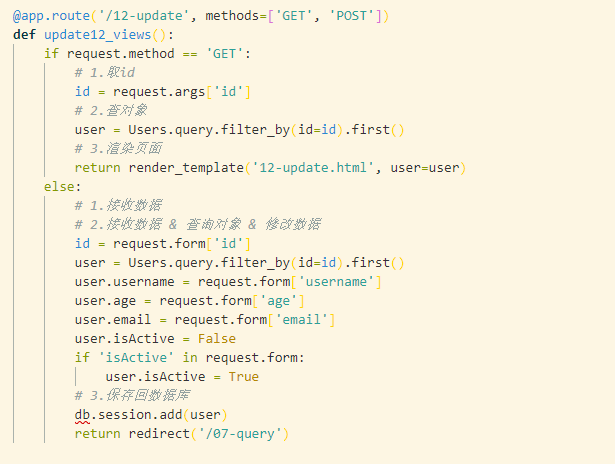 @app.route('/12-update', methods=['GET', 'POST'])
def update12_views():
    if request.method == 'GET':
        # 1.取id
        id = request.args['id']
        # 2.查对象
        user = Users.query.filter_by(id=id).first()
        # 3.渲染页面
        return render_template('12-update.html', user=user)
    else:
        # 1.接收数据
        # 2.接收数据 & 查询对象 & 修改数据
        id = request.form['id']
        user = Users.query.filter_by(id=id).first()
        user.username = request.form['username']
        user.age = request.form['age']
        user.email = request.form['email']
        user.isActive = False
        if 'isActive' in request.form:
            user.isActive = True
        # 3.保存回数据库
        db.session.add(user)
        return redirect('/07-query')